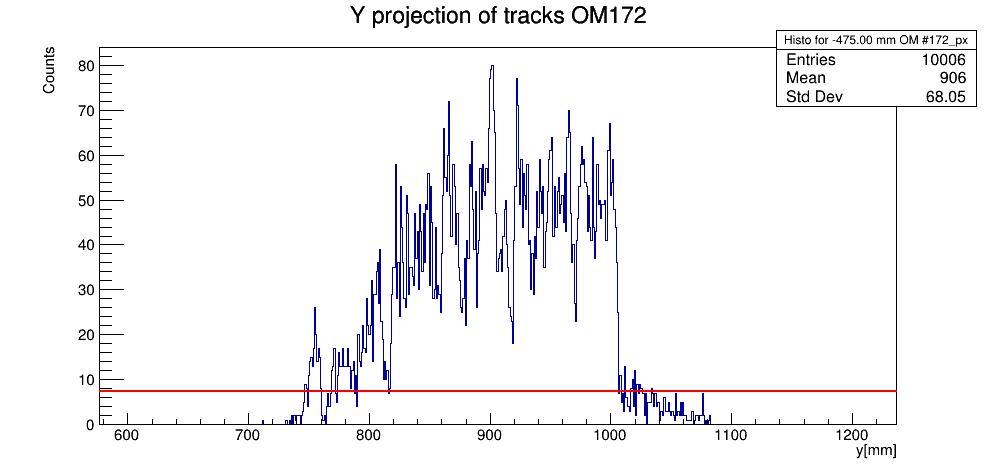 Y projection of tracks OM172
Histo for -475.00 mm OM #172_px
Entries 10006
Mean 906
Std Dev 68.05
Counts
80
70
60
50
40
30
20
10
0
600 700 800 900 1000 1100 1200
y[mm]